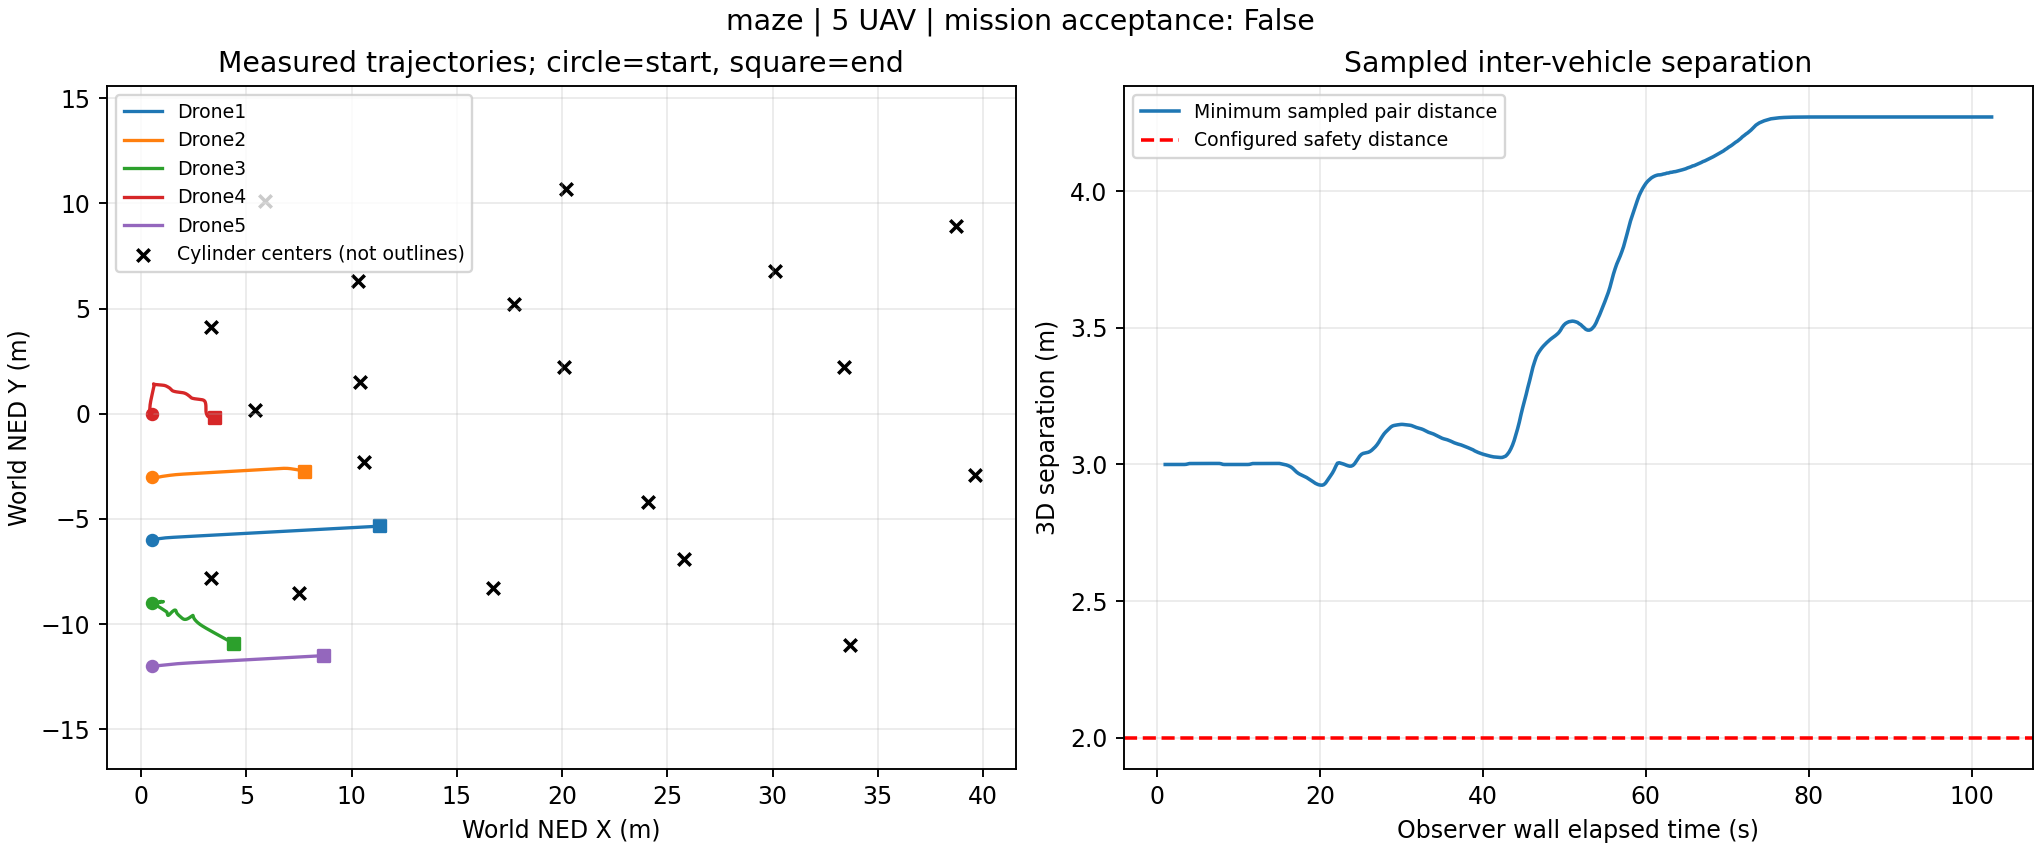 maze | 5 UAV | mission acceptance: False
Measured trajectories; circle=start, square=end
15
10
5
0
−5
−10
−15
World NED Y (m)
Drone1
Drone2
Drone3
Drone4
Drone5
Cylinder centers (not outlines)
0 5 10 15 20 25 30 35 40
World NED X (m)
Sampled inter-vehicle separation
Minimum sampled pair distance
Configured safety distance
4.0
3.5
3.0
2.5
2.0
3D separation (m)
0 20 40 60 80 100
Observer wall elapsed time (s)